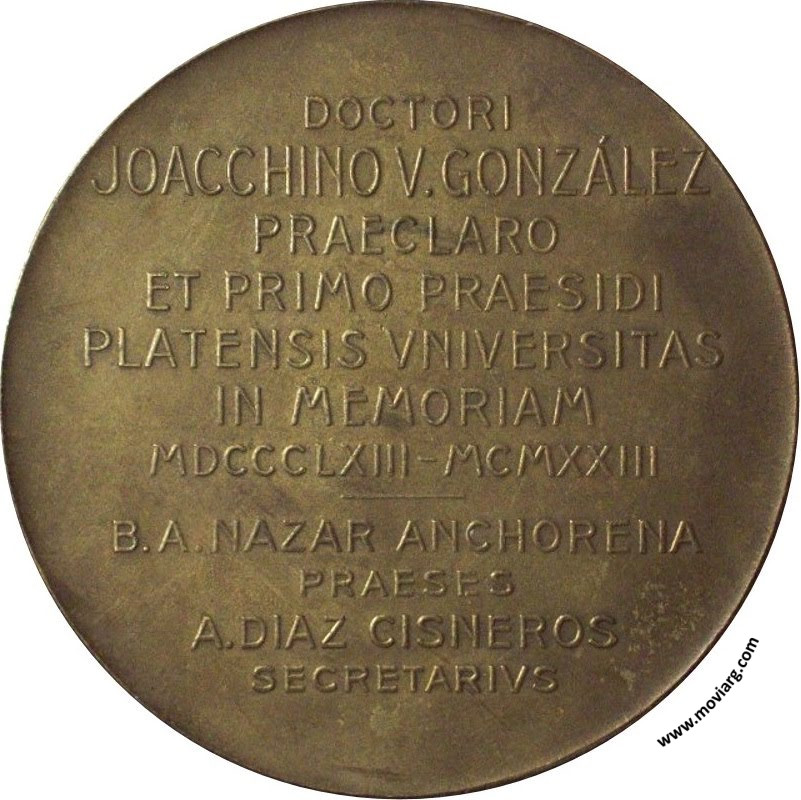 DOCTORI
JOACCHINO V. GONZÁLEZ
PRAECLARO
ET PRIMO PRAESIDI
PLATENSIS VNIVERSITAS
IN MEMORIAM
MDCCCLXIII-MCMXXIII
B. A. NAZAR ANCHORENA
PRAESES
A. DIAZ CISNEROS
SECRETARIVS
www.moviarg.com